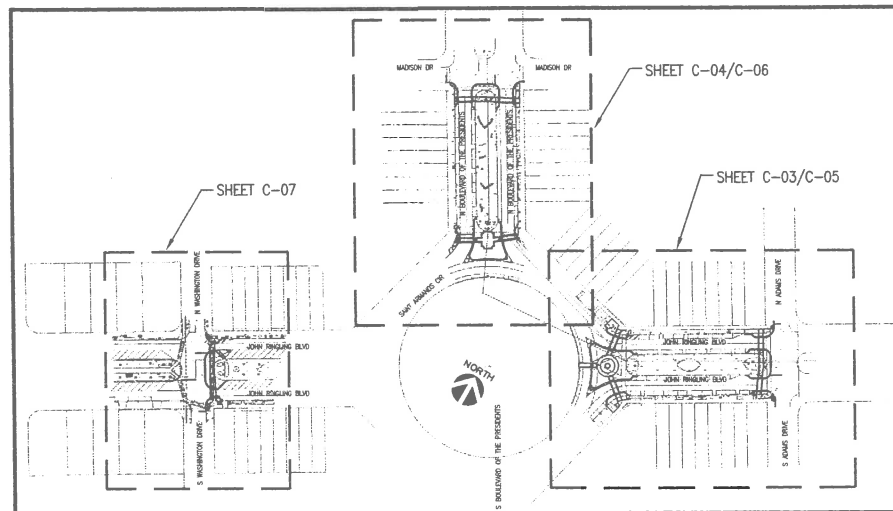 MADISON DR
MADISON DR
SHEET C-04/C-06
N BOULEVARD OF THE PRESIDENTS
N BOULEVARD OF THE PRESIDENTS
SHEET C-07
SHEET C-03/C-05
N WASHINGTON DRIVE
SAINT ARMANDS CIR
N ADAMS DRIVE
JOHN RINGLING BLVD
JOHN RINGLING BLVD
NORTH
JOHN RINGLING BLVD
JOHN RINGLING BLVD
S WASHINGTON DRIVE
S BOULEVARD OF THE PRESIDENTS
S ADAMS DRIVE